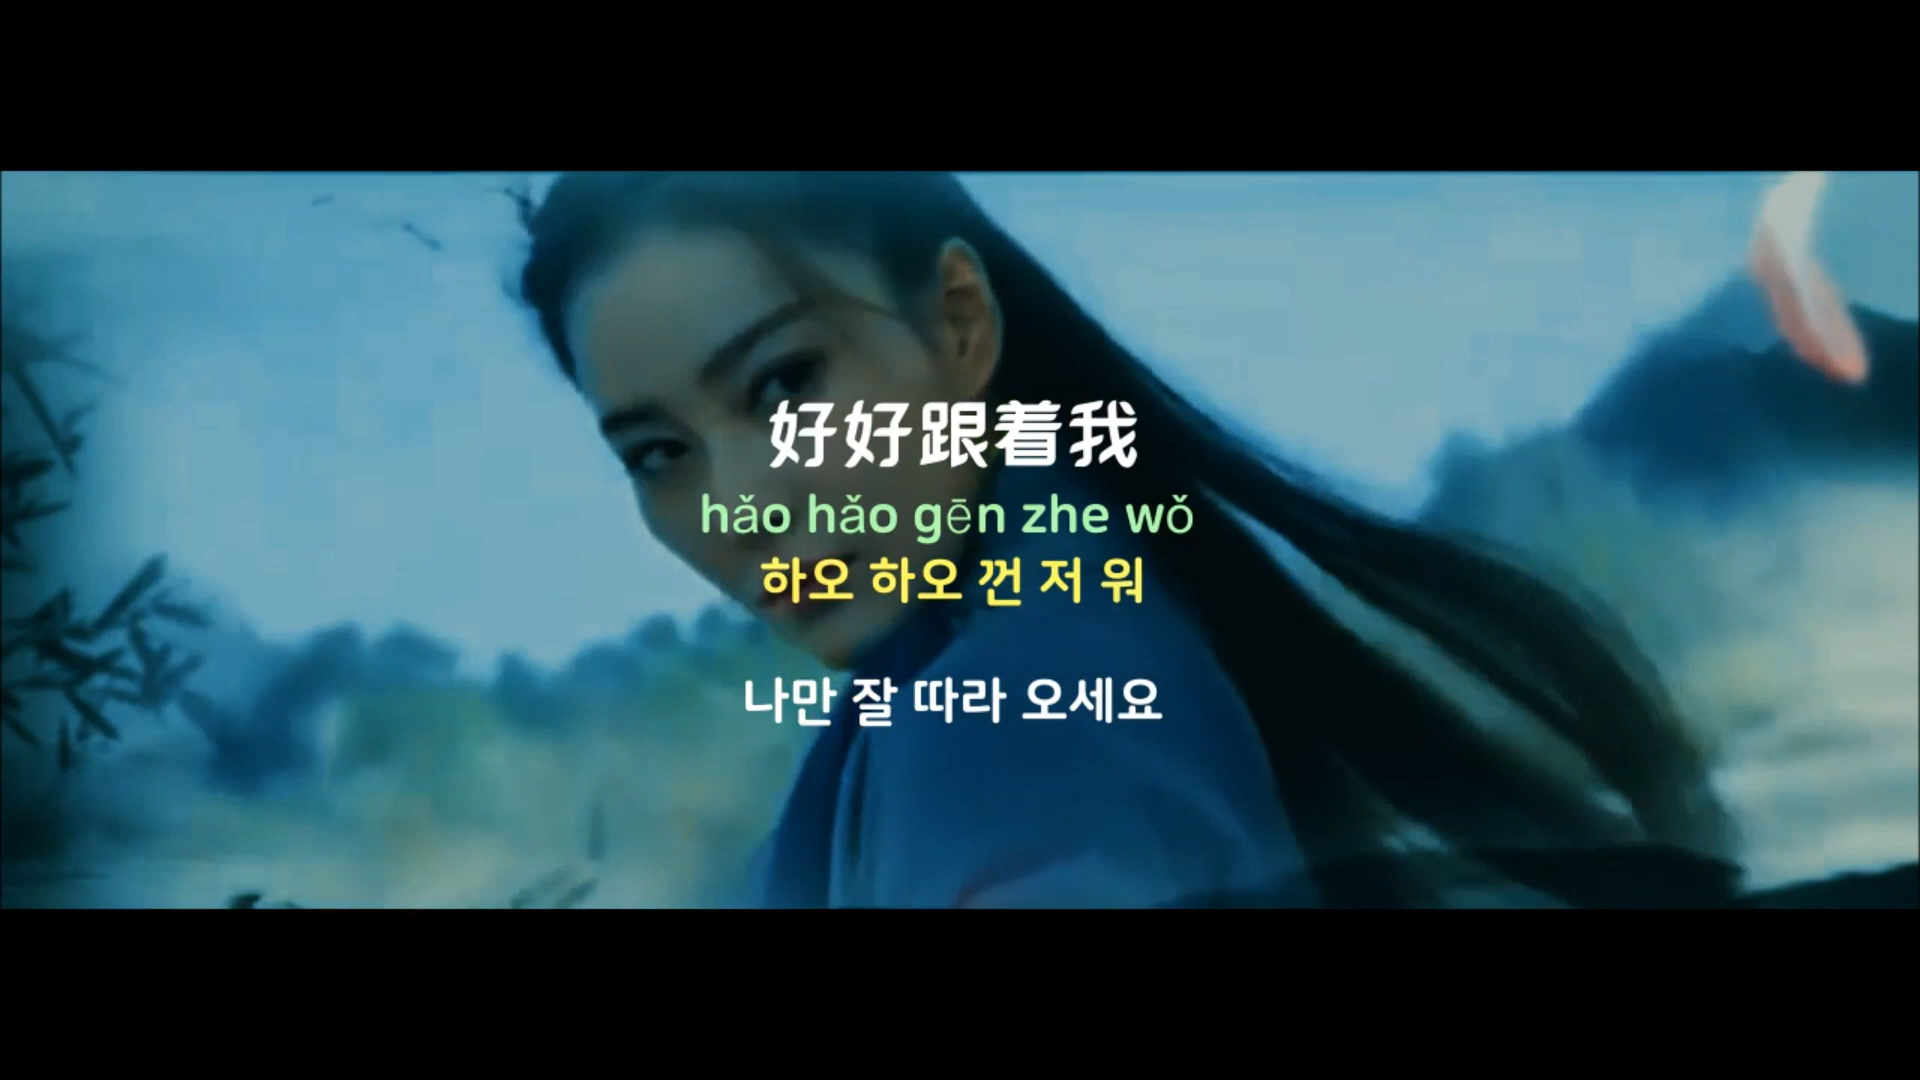 好好跟着我
hǎo hǎo gēn zhe wǒ
하오 하오 껀 저 워
나만 잘 따라 오세요